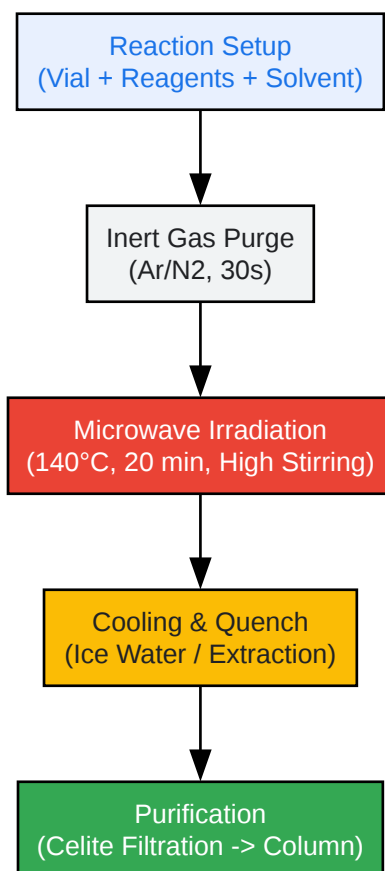 Reaction Setup
(Vial + Reagents + Solvent)
Inert Gas Purge
(Ar/N2, 30s)
Microwave Irradiation
(140°C, 20 min, High Stirring)
Cooling & Quench
(Ice Water / Extraction)
Purification
(Celite Filtration -> Column)